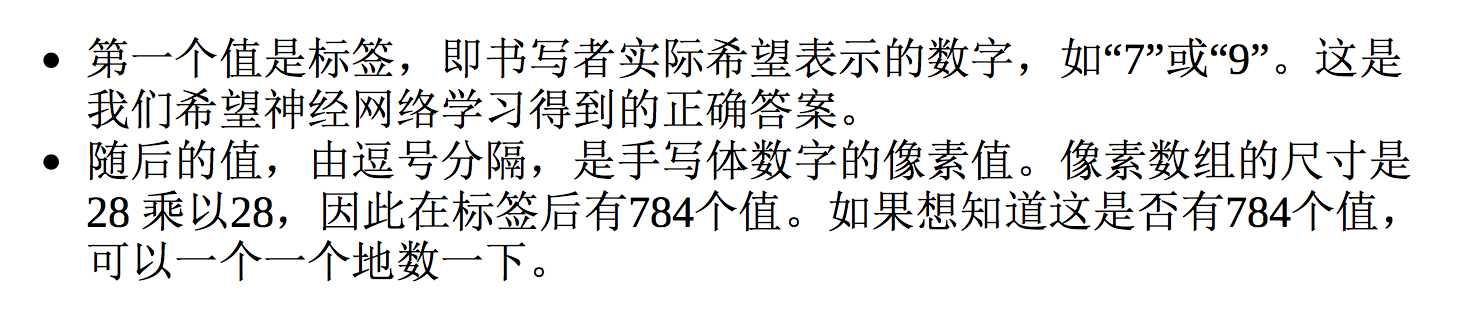 • 第一个值是标签，即书写者实际希望表示的数字，如“7”或“9”。这是
我们希望神经网络学习得到的正确答案。
• 随后的值，由逗号分隔，是手写体数字的像素值。像素数组的尺寸是
28 乘以28，因此在标签后有784个值。如果想知道这是否有784个值，
可以一个一个地数一下。